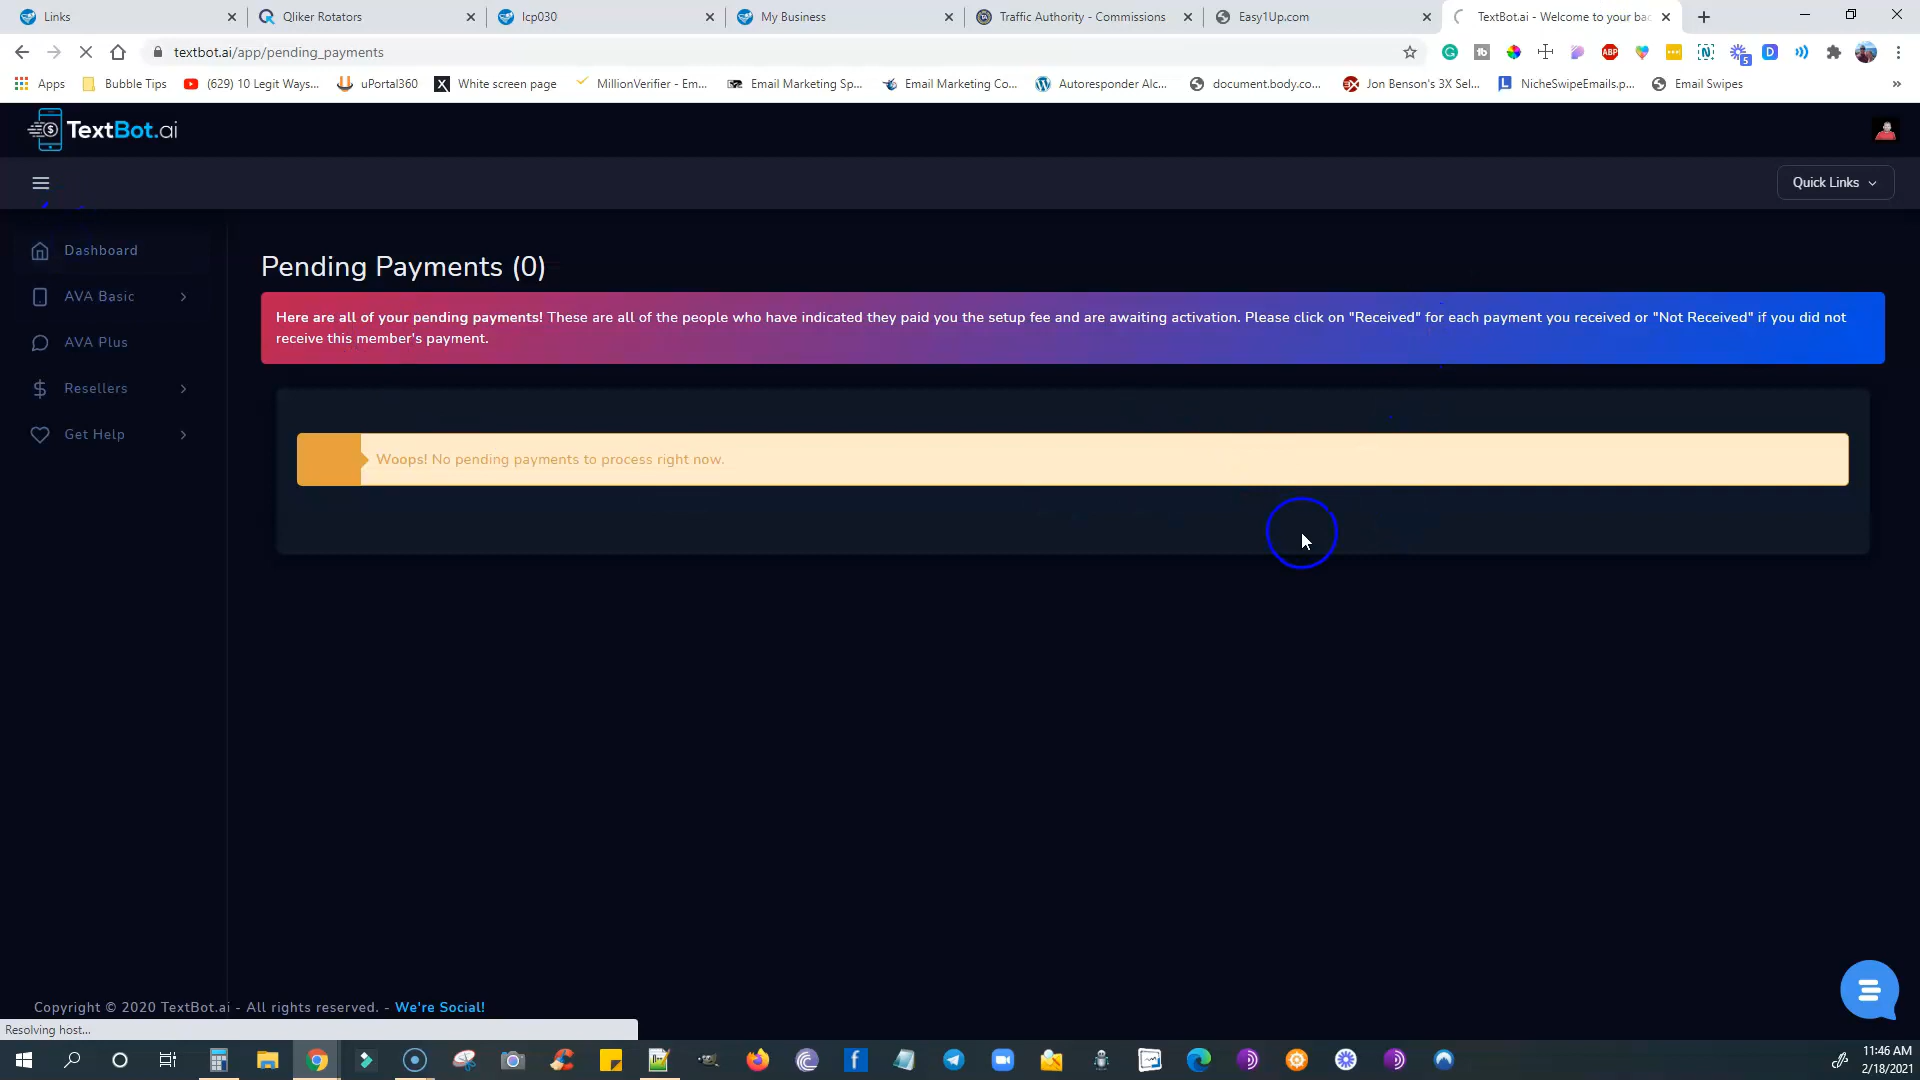 Links
Qliker Rotators
lcp030
My Business
Traffic Authority - Commissions
Easy1Up.com
TextBot.ai - Welcome to your bac
textbot.ai/app/pending_payments
ABP
5
Apps
Bubble Tips
(629) 10 Legit Ways...
uPortal360
White screen page
MillionVerifier - Em...
Email Marketing Sp...
Email Marketing Co...
Autoresponder Alc...
document.body.co...
Jon Benson's 3X Sel...
NicheSwipeEmails.p...
Email Swipes
»
TextBot.ai
Quick Links
Dashboard
AVA Basic
AVA Plus
Resellers
Get Help
Pending Payments (0)
Here are all of your pending payments! These are all of the people who have indicated they paid you the setup fee and are awaiting activation. Please click on "Received" for each payment you received or "Not Received" if you did not
receive this member's payment.
Woops! No pending payments to process right now.
Copyright © 2020 TextBot.ai - All rights reserved. - We're Social!
Resolving host...
11:46 AM
2/18/2021